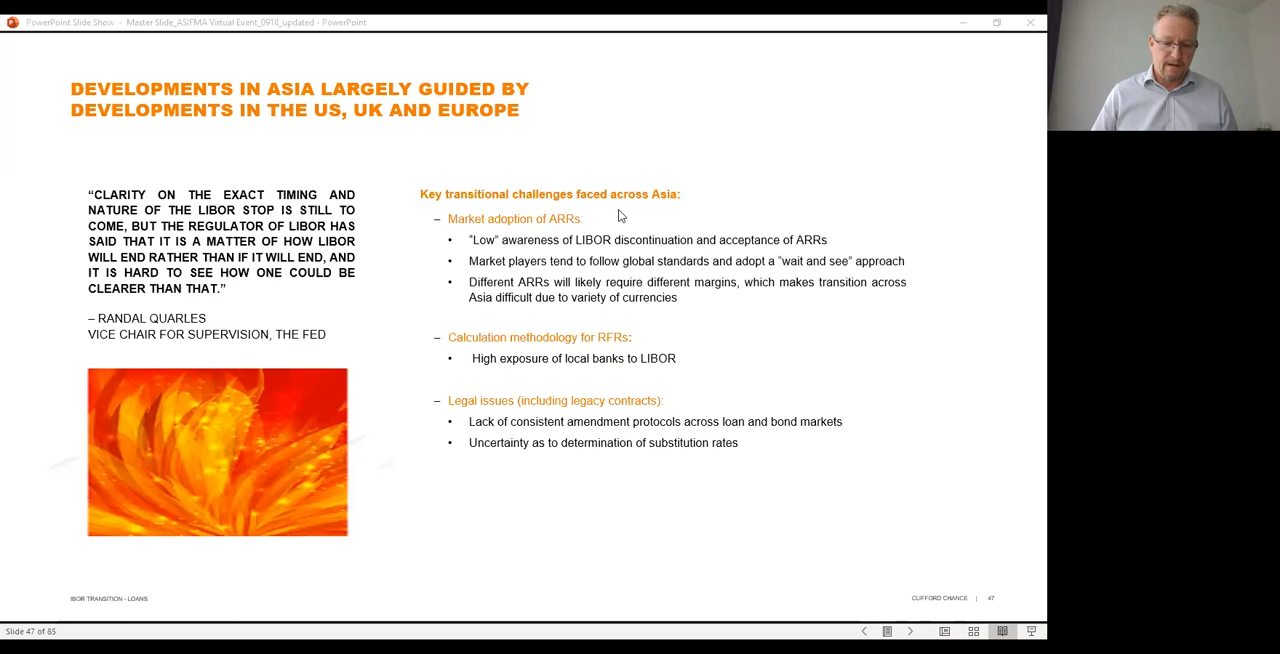 PowerPoint Slide Show - Master Slide_ASIFMA Virtual Event_0918_updated - PowerPoint
DEVELOPMENTS IN ASIA LARGELY GUIDED BY
DEVELOPMENTS IN THE US, UK AND EUROPE
“CLARITY ON THE EXACT TIMING AND
NATURE OF THE LIBOR STOP IS STILL TO
COME, BUT THE REGULATOR OF LIBOR HAS
SAID THAT IT IS A MATTER OF HOW LIBOR
WILL END RATHER THAN IF IT WILL END, AND
IT IS HARD TO SEE HOW ONE COULD BE
CLEARER THAN THAT.”
– RANDAL QUARLES
VICE CHAIR FOR SUPERVISION, THE FED
Key transitional challenges faced across Asia:
– Market adoption of ARRs:
• “Low” awareness of LIBOR discontinuation and acceptance of ARRs
• Market players tend to follow global standards and adopt a “wait and see” approach
• Different ARRs will likely require different margins, which makes transition across
Asia difficult due to variety of currencies
– Calculation methodology for RFRs:
• High exposure of local banks to LIBOR
– Legal issues (including legacy contracts):
• Lack of consistent amendment protocols across loan and bond markets
• Uncertainty as to determination of substitution rates
IBOR TRANSITION - LOANS
CLIFFORD CHANCE | 47
Slide 47 of 85